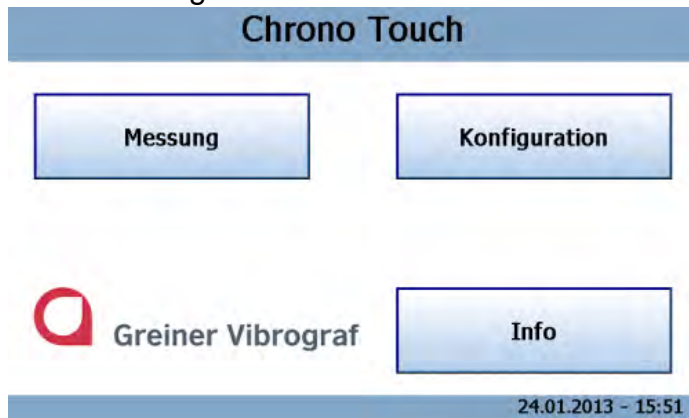 Chrono Touch
Messung
Konfiguration
Greiner Vibrograf
Info
24.01.2013 - 15:51